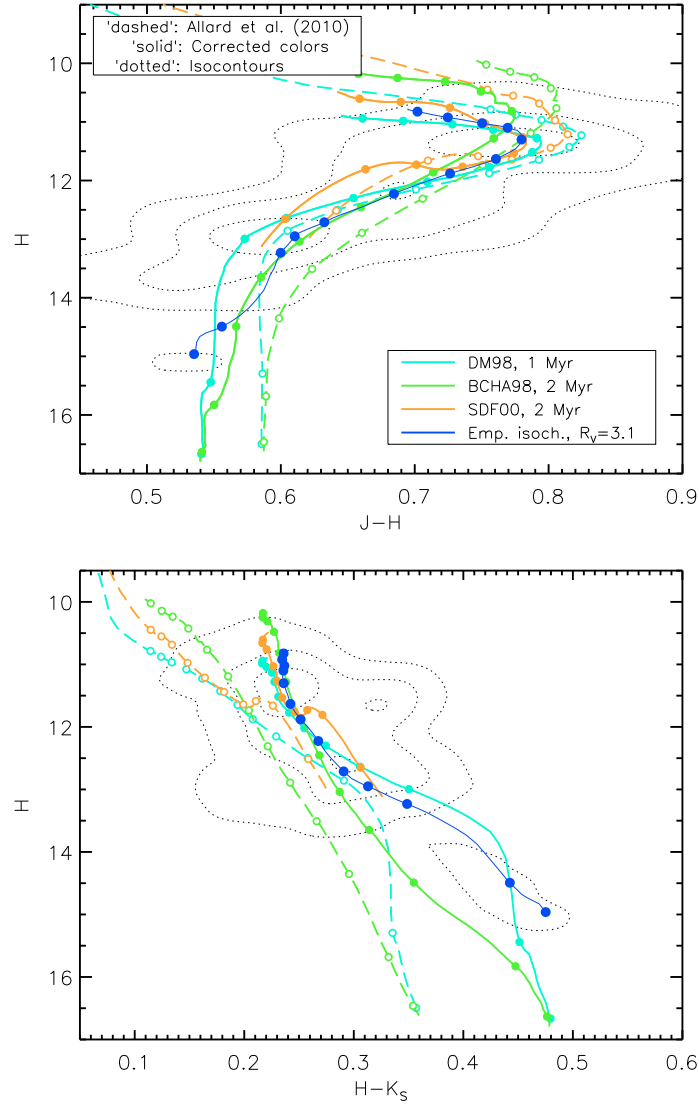 'dashed': Allard et al. (2010)
'solid': Corrected colors
'dotted': Isocontours
10
12
14
16
H
DM98, 1 Myr
BCHA98, 2 Myr
SDF00, 2 Myr
Emp. isoch., Rv=3.1
0.5 0.6 0.7 0.8 0.9
J-H
10
12
14
16
H
0.1 0.2 0.3 0.4 0.5 0.6
H-Ks